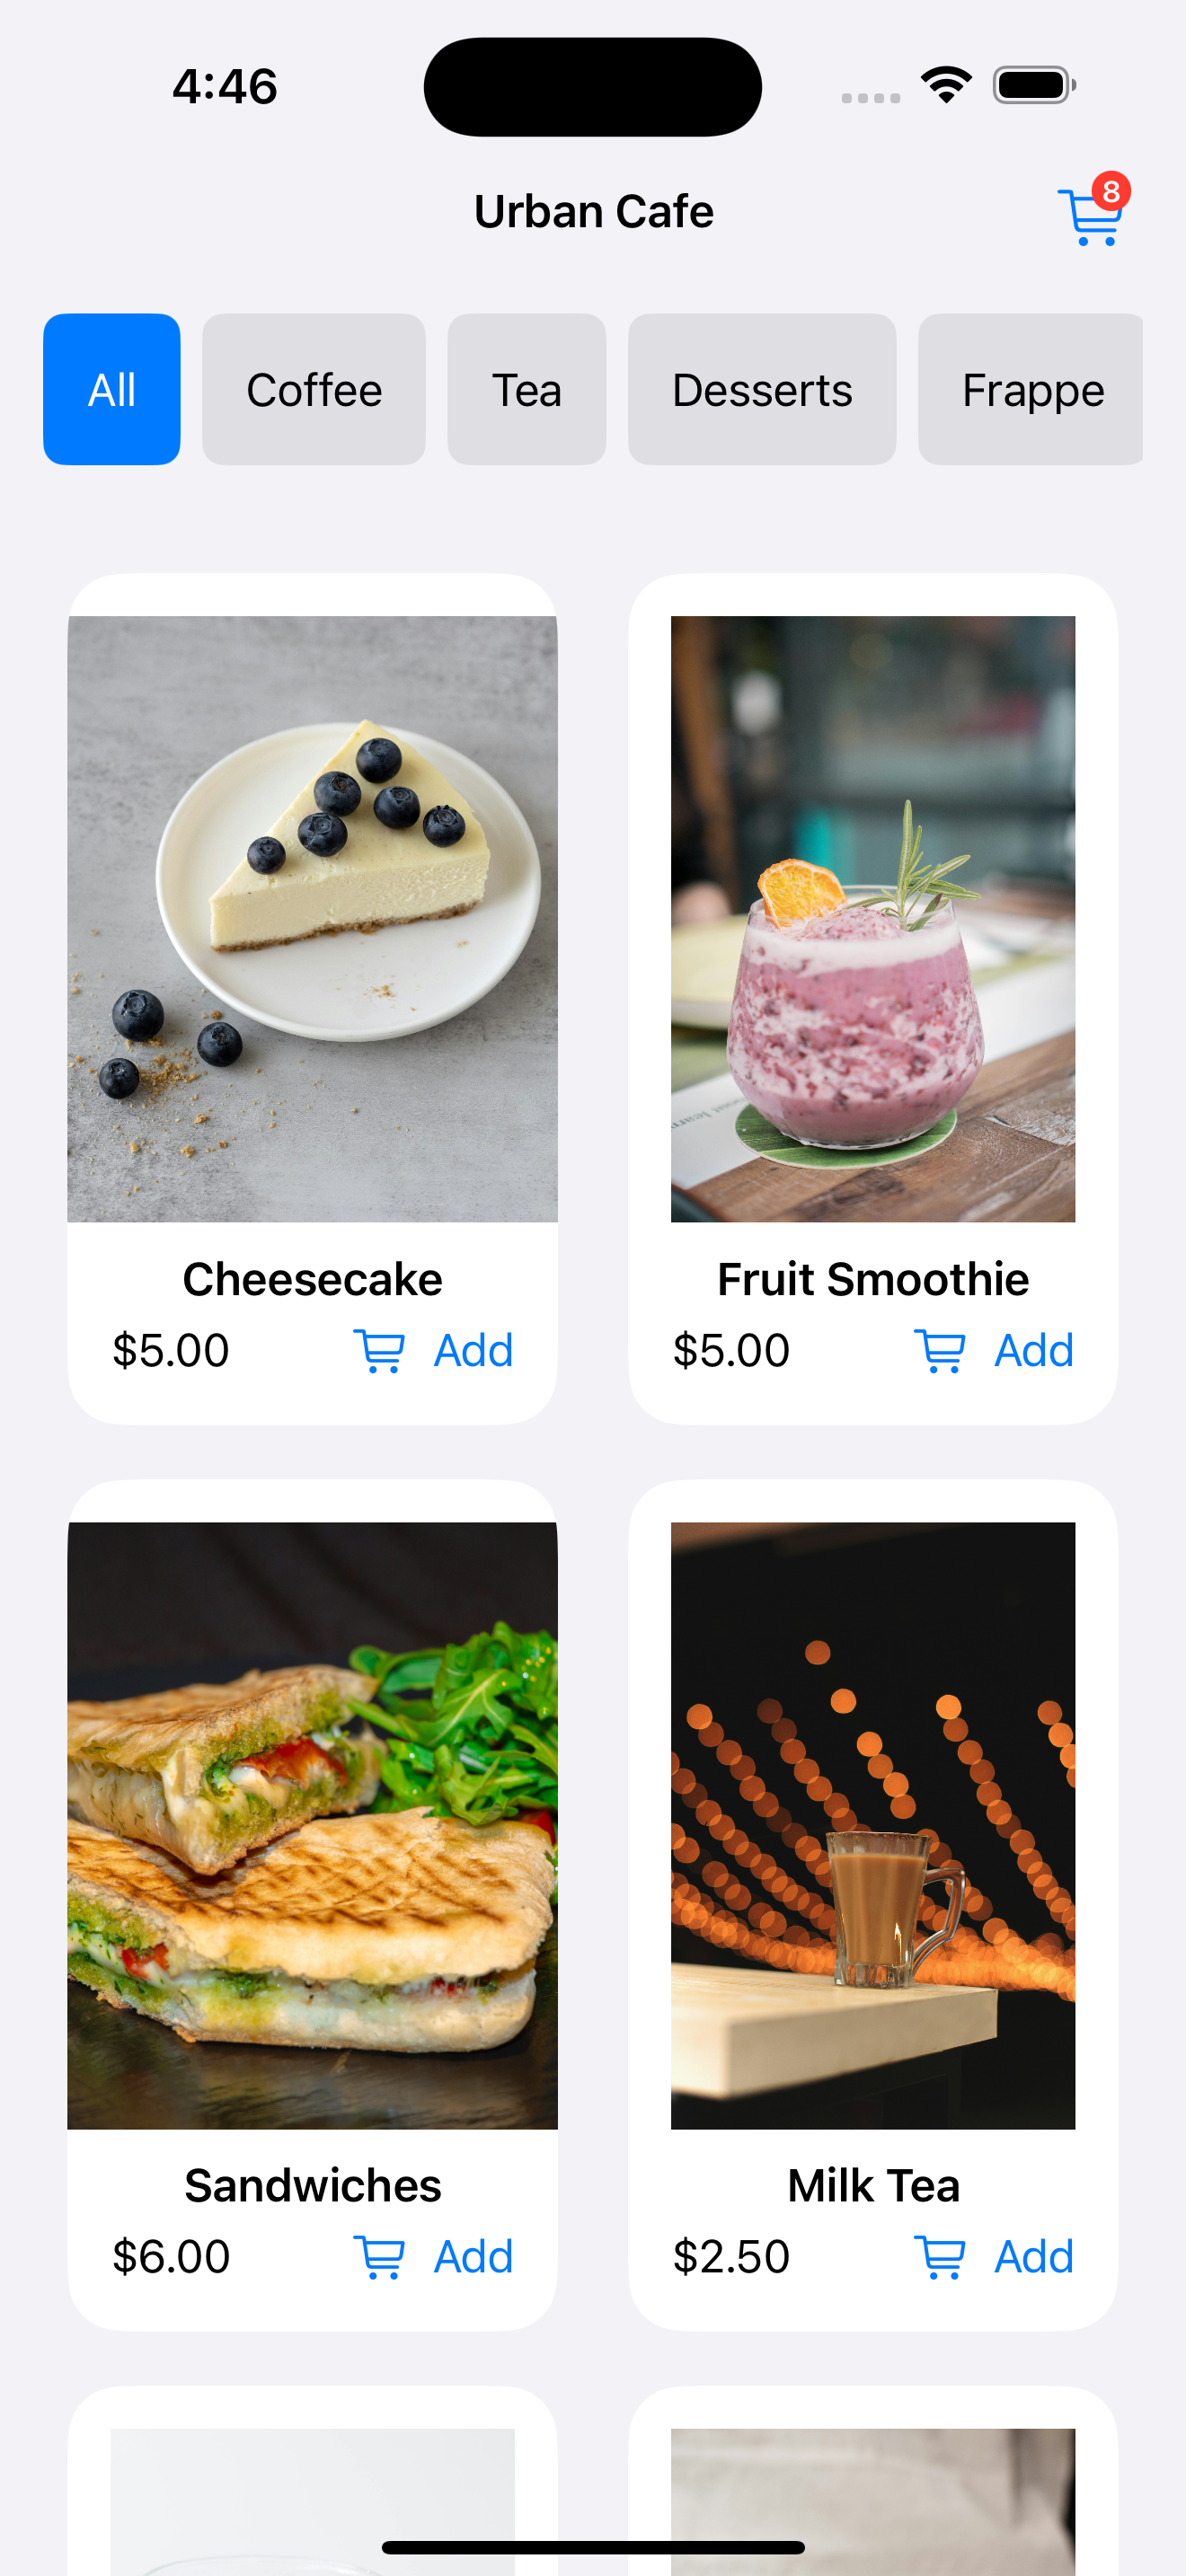 4:46
Urban Cafe
8
All
Coffee
Tea
Desserts
Frappe
Cheesecake
$5.00
Add
Fruit Smoothie
$5.00
Add
Sandwiches
$6.00
Add
Milk Tea
$2.50
Add